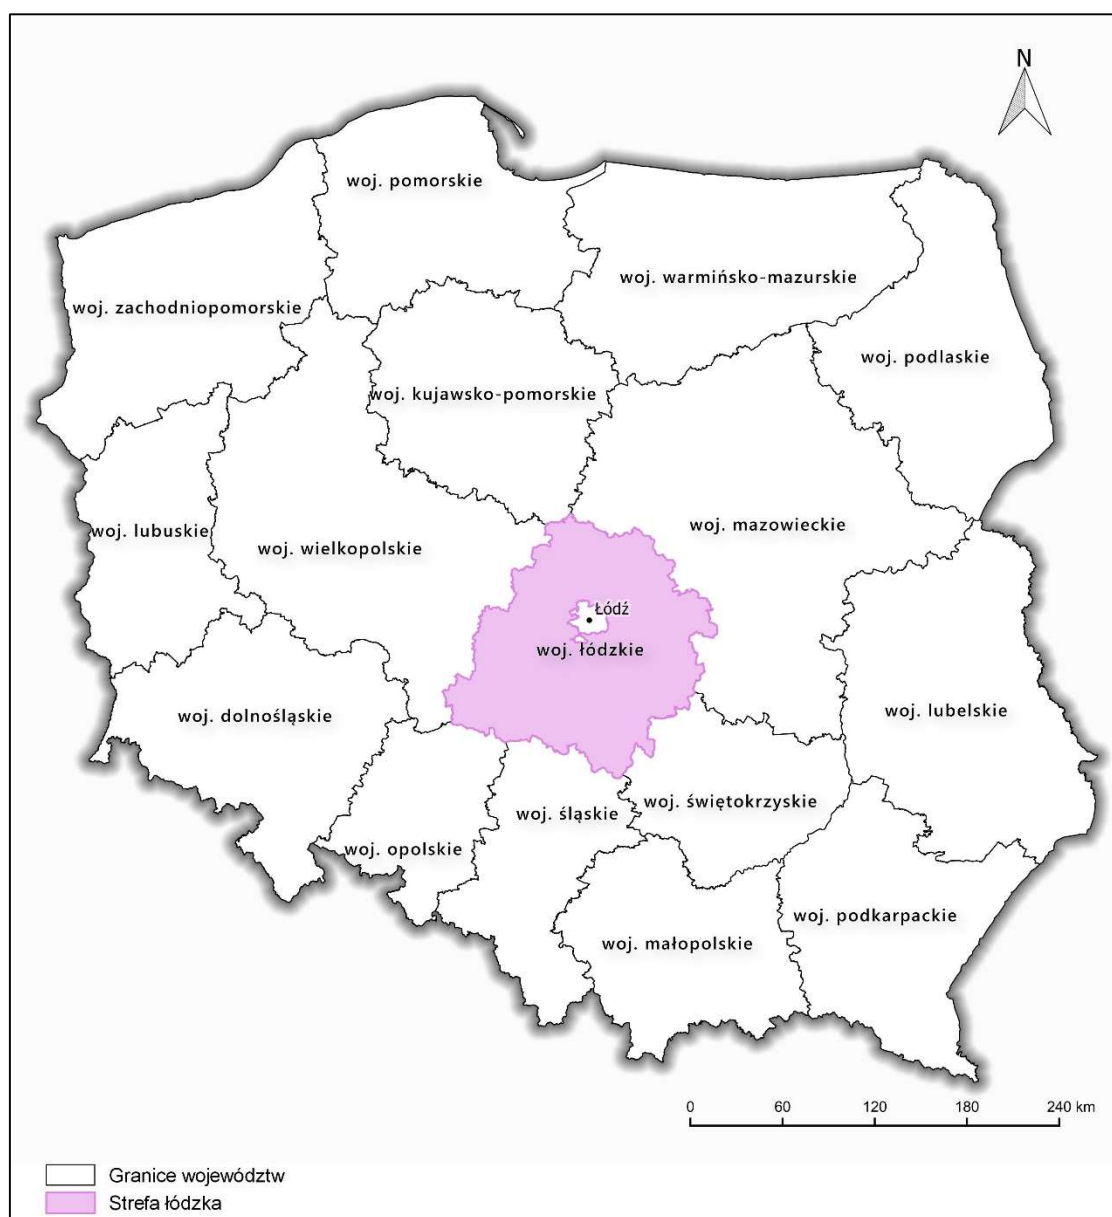 N
woj. pomorskie
woj. warmińsko-mazurskie
woj. zachodniopomorskie
woj. podlaskie
woj. kujawsko-pomorskie
woj. mazowieckie
woj. lubuskie
woj. wielkopolskie
Łódź
woj. łódzkie
woj. lubelskie
woj. dolnośląskie
woj. świętokrzyskie
woj. śląskie
woj. opolskie
woj. podkarpackie
woj. małopolskie
0 60 120 180 240 km
Granice województw
Strefa łódzka